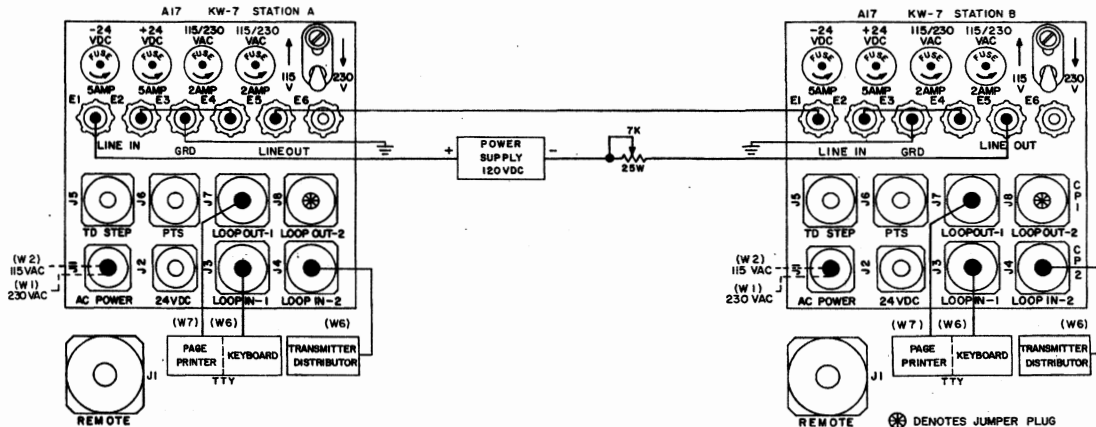 A17 KW-7 STATION A
-24 VDC +24 VDC 115/230 VAC 115/230 VAC
FUSE FUSE FUSE FUSE
115 V 230 V
5AMP 5AMP 2AMP 2AMP
E1 E2 E3 E4 E5 E6
LINE IN GRD LINEOUT
J5 J6 J7 J8
TD STEP PTS LOOPOUT-1 LOOP OUT-2
J1 J2 J3 J4
(W2)
115VAC
(W1)
230VAC
AC POWER 24VDC LOOPIN-1 LOOP IN-2
(W7) (W6) (W6)
PAGE PRINTER KEYBOARD
TTY
TRANSMITTER DISTRIBUTOR
J1
REMOTE
+ POWER SUPPLY 120VDC -
7K
25W
A17 KW-7 STATION B
-24 VDC +24 VDC 115/230 VAC 115/230 VAC
FUSE FUSE FUSE FUSE
115 V 230 V
5AMP 5AMP 2AMP 2AMP
E1 E2 E3 E4 E5 E6
LINE IN GRD LINE OUT
J5 J6 J7 J8
CP1
TD STEP PTS LOOPOUT-1 LOOPOUT-2
J2 J3 J4
CP2
(W2)
115 VAC
(W1)
230 VAC
AC POWER 24VDC LOOPIN-1 LOOPIN-2
(W7) (W6) (W6)
PAGE PRINTER KEYBOARD
TTY
TRANSMITTER DISTRIBUTOR
J1
REMOTE
DENOTES JUMPER PLUG